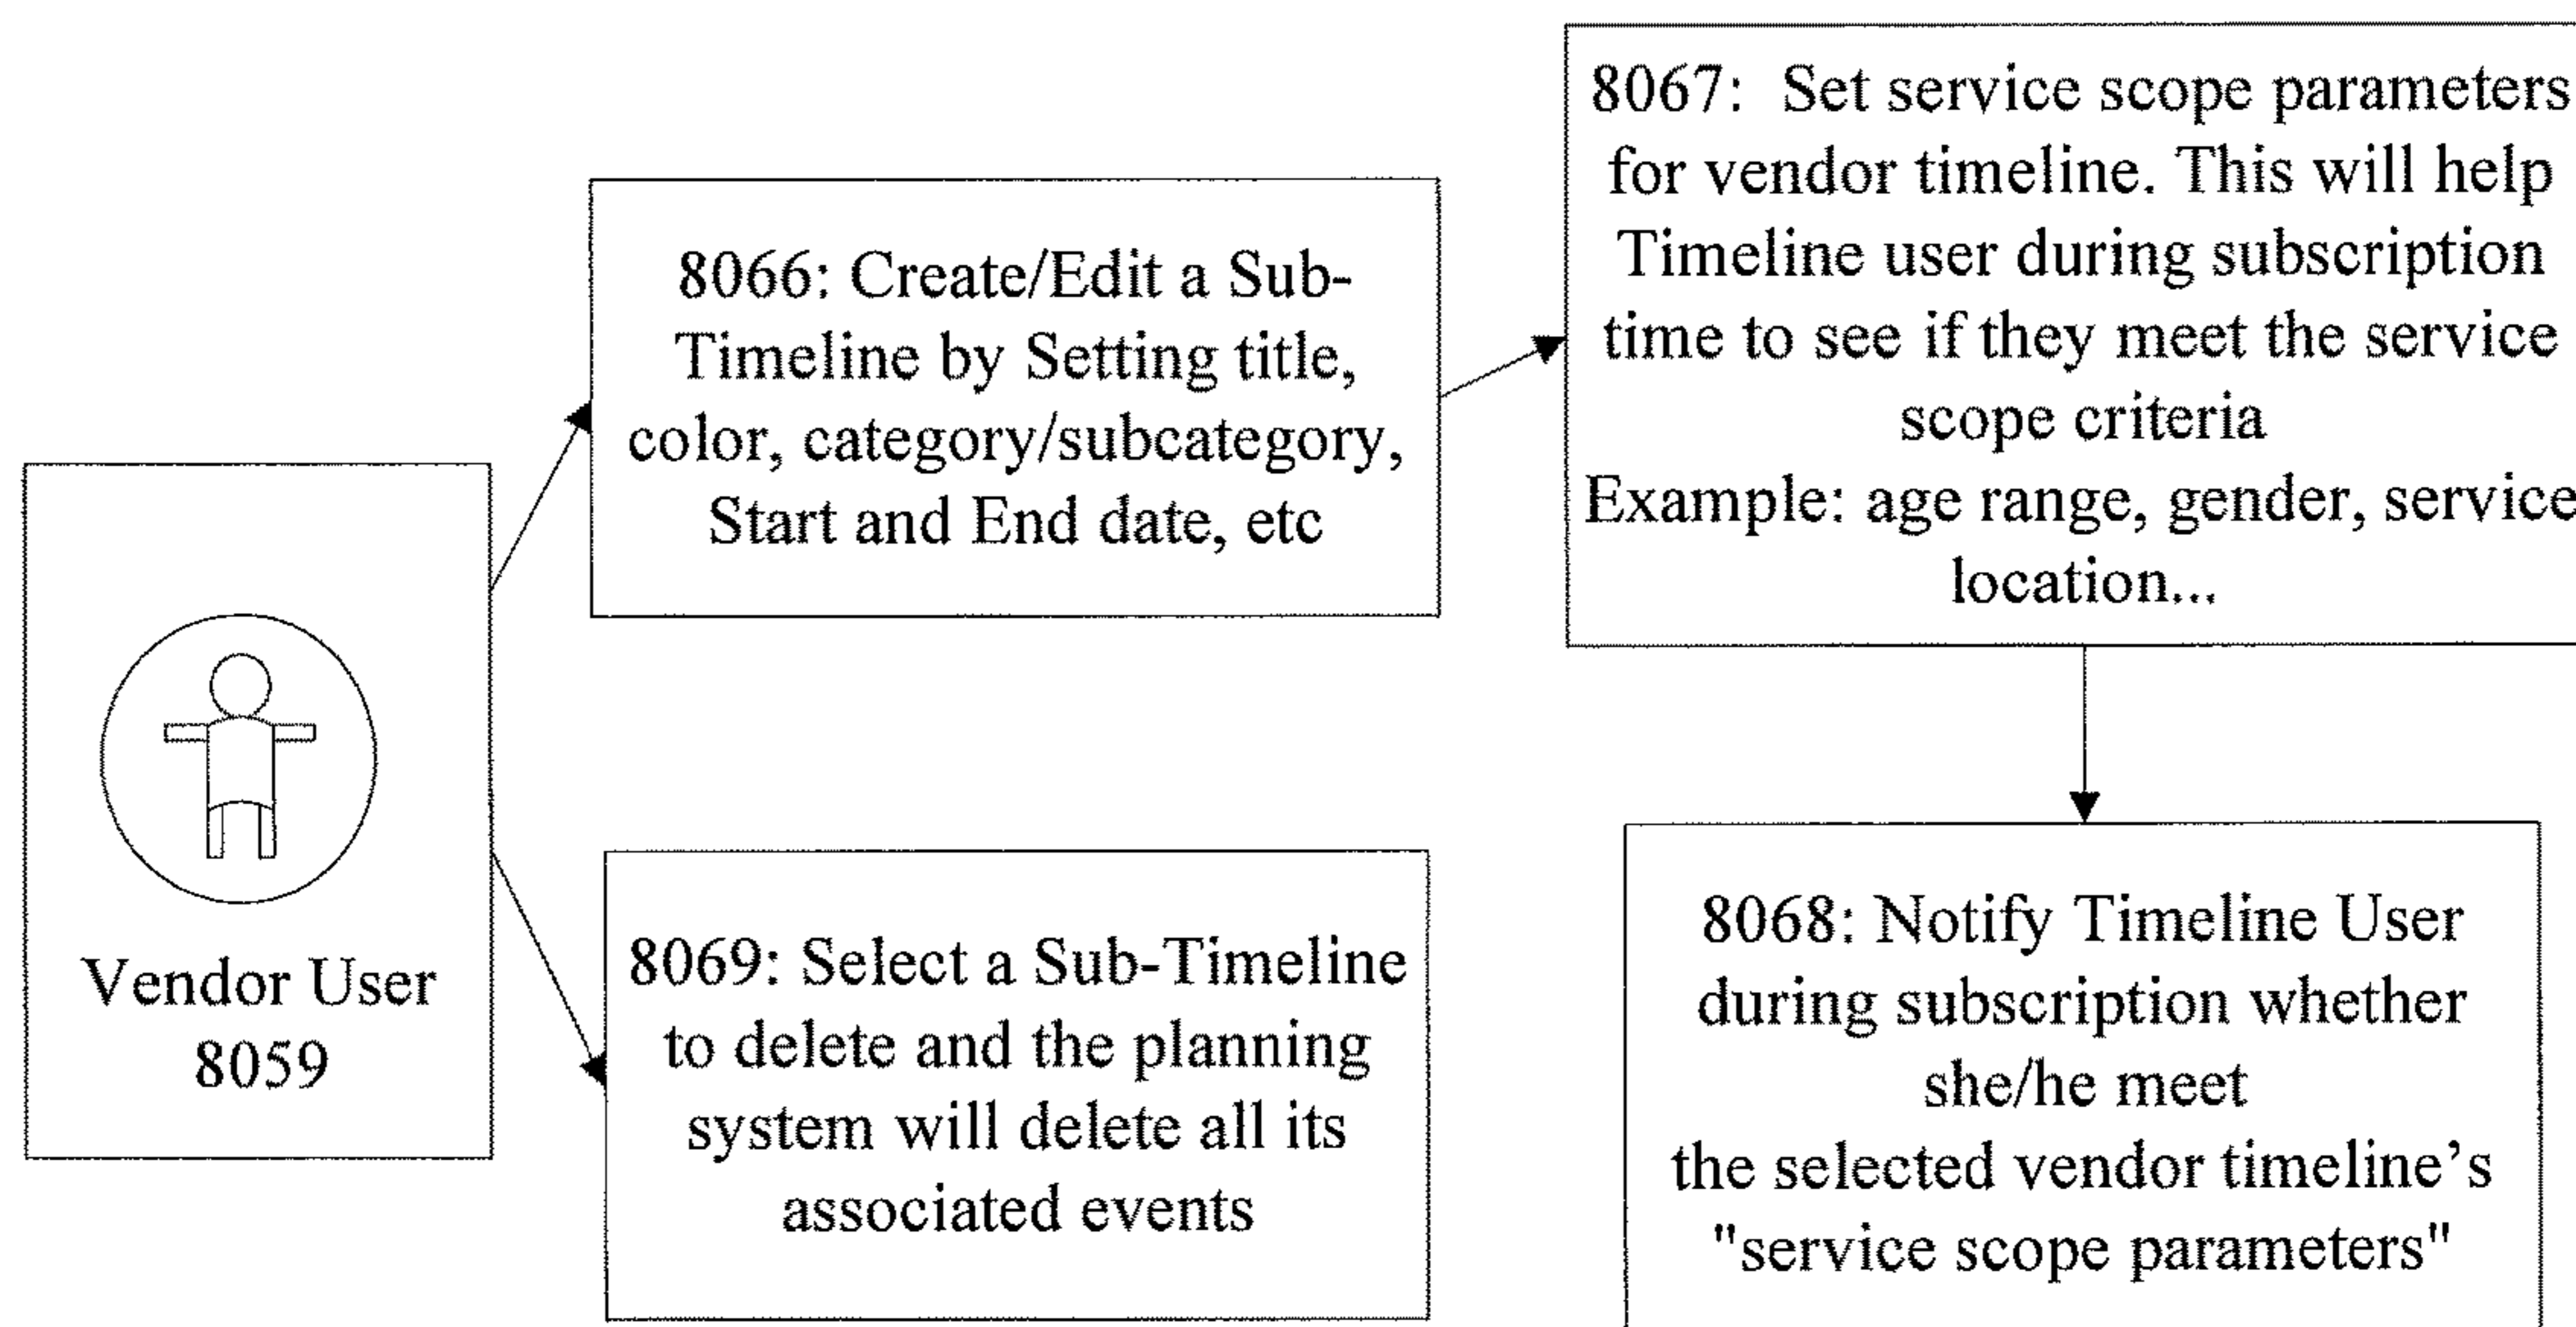 8067:  Set service scope parameters
for vendor timeline. This will help
Timeline user during subscription
time to see if they meet the service
scope criteria
Example: age range, gender, service
location...
8066: Create/Edit a Sub-
Timeline by Setting title,
color, category/subcategory,
Start and End date, etc
Vendor User
8059
8069: Select a Sub-Timeline
to delete and the planning
system will delete all its
associated events
8068: Notify Timeline User
during subscription whether
she/he meet
the selected vendor timeline’s
"service scope parameters"